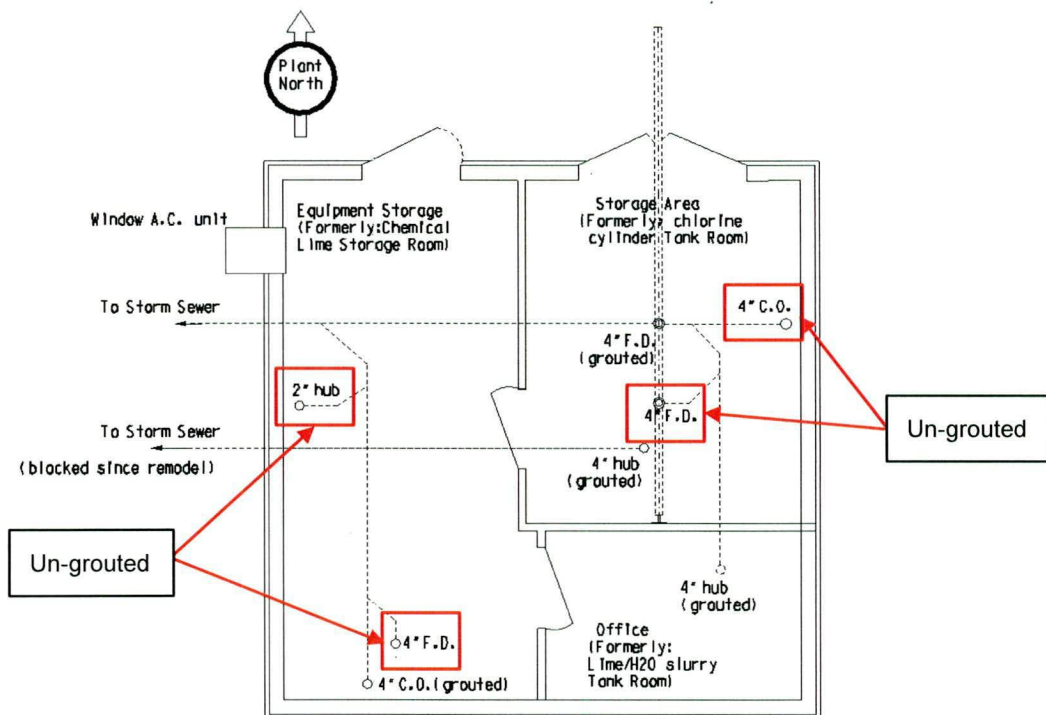 Plant
North
Window A.C. unit
Equipment Storage
(Formerly:Chemical
Lime Storage Room)
Storage Area
(Formerly: chlorine
cylinder Tank Room)
To Storm Sewer
4" C.O.
4" F.D.
(grouted)
2" hub
4" F.D.
Un-grouted
To Storm Sewer
(blocked since remodel)
4" hub
(grouted)
Un-grouted
4" hub
(grouted)
Office
(Formerly:
Lime/H2O slurry
Tank Room)
4" F.D.
4" C.O.(grouted)